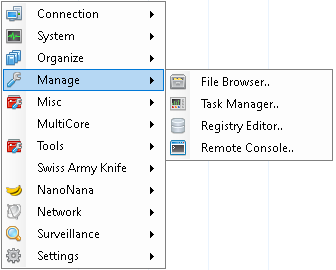 Connection
System
Organize
Manage
Misc
MultiCore
Tools
Swiss Army Knife
NanoNana
Network
Surveillance
Settings
File Browser..
Task Manager..
Registry Editor..
Remote Console..